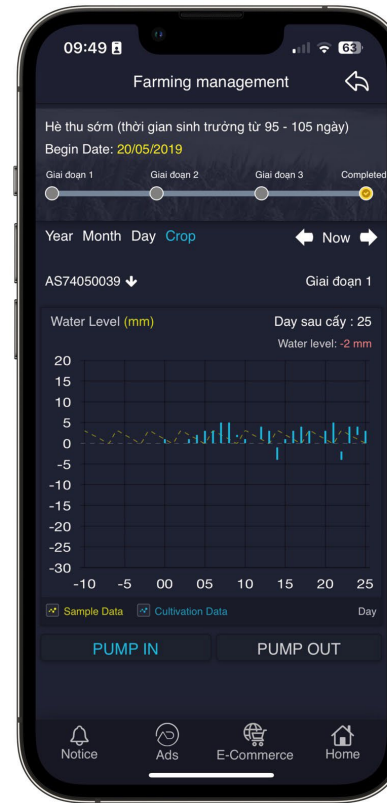 09:49 63
Farming management
Hè thu sớm (thời gian sinh trưởng từ 95 - 105 ngày)
Begin Date: 20/05/2019
Giai đoạn 1 Giai đoạn 2 Giai đoạn 3 Completed
Year Month Day Crop Now
AS74050039 Giai đoạn 1
Water Level (mm) Day sau cấy : 25
Water level: -2 mm
20
15
10
5
0
-5
-10
-15
-20
-25
-30
-10 -5 00 05 10 15 20 25
Sample Data Cultivation Data Day
PUMP IN PUMP OUT
Notice Ads E-Commerce Home